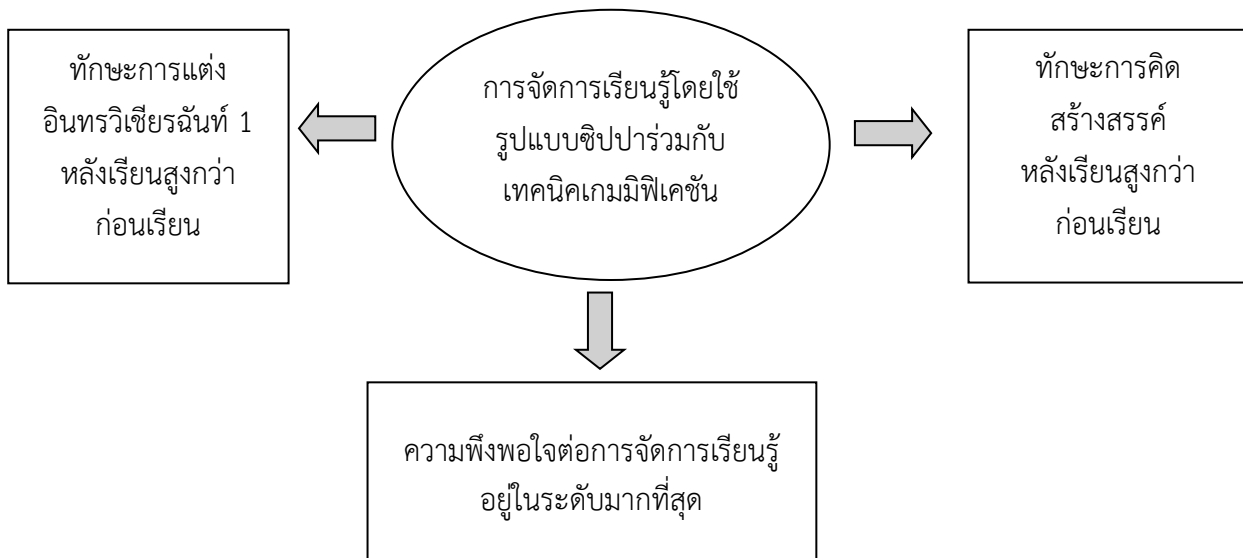 ทักษะการแต่ง
อินทรวิเชียรฉันท์ 1
หลังเรียนสูงกว่า
ก่อนเรียน
การจัดการเรียนรู้โดยใช้
รูปแบบซิปปาร่วมกับ
เทคนิคเกมมิฟิเคชัน
ทักษะการคิด
สร้างสรรค์
หลังเรียนสูงกว่า
ก่อนเรียน
ความพึงพอใจต่อการจัดการเรียนรู้
อยู่ในระดับมากที่สุด